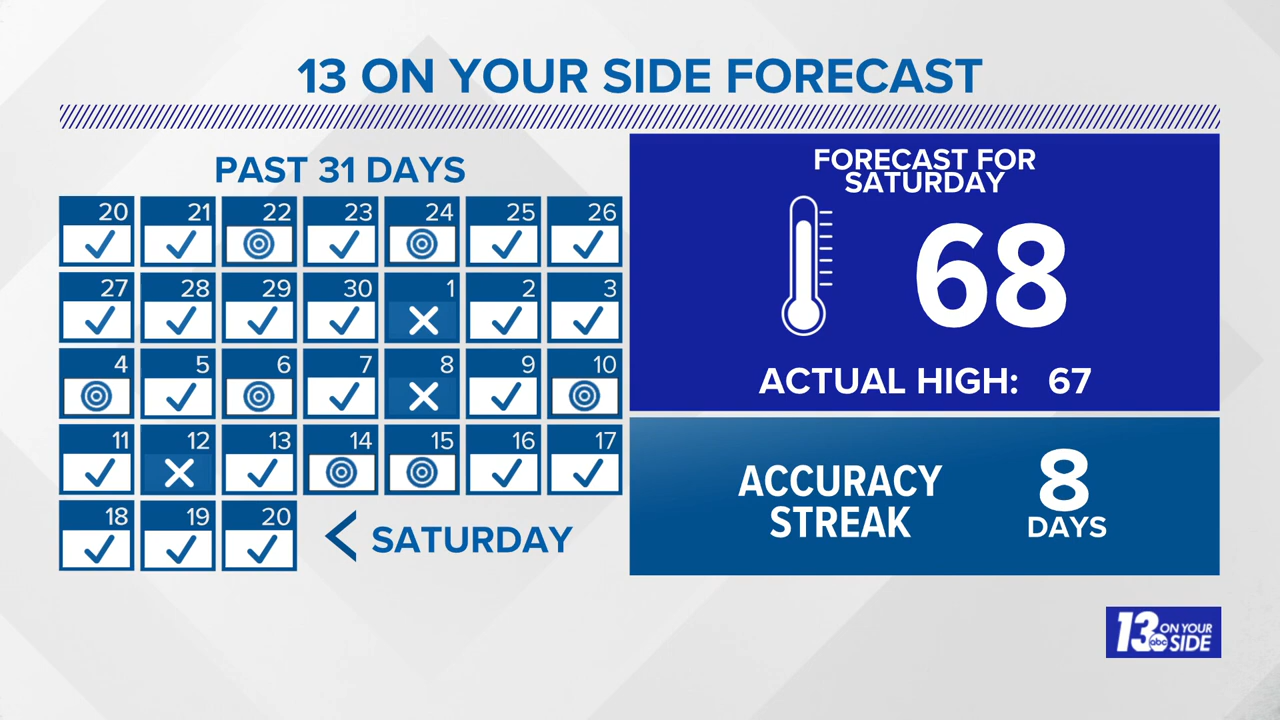 13 ON YOUR SIDE FORECAST
PAST 31 DAYS
20 21 22 23 24 25 26
27 28 29 30 1 2 3
4 5 6 7 8 9 10
11 12 13 14 15 16 17
18 19 20
< SATURDAY
FORECAST FOR
SATURDAY
68
ACTUAL HIGH: 67
ACCURACY
STREAK
8
DAYS
13 abc ON YOUR
SIDE